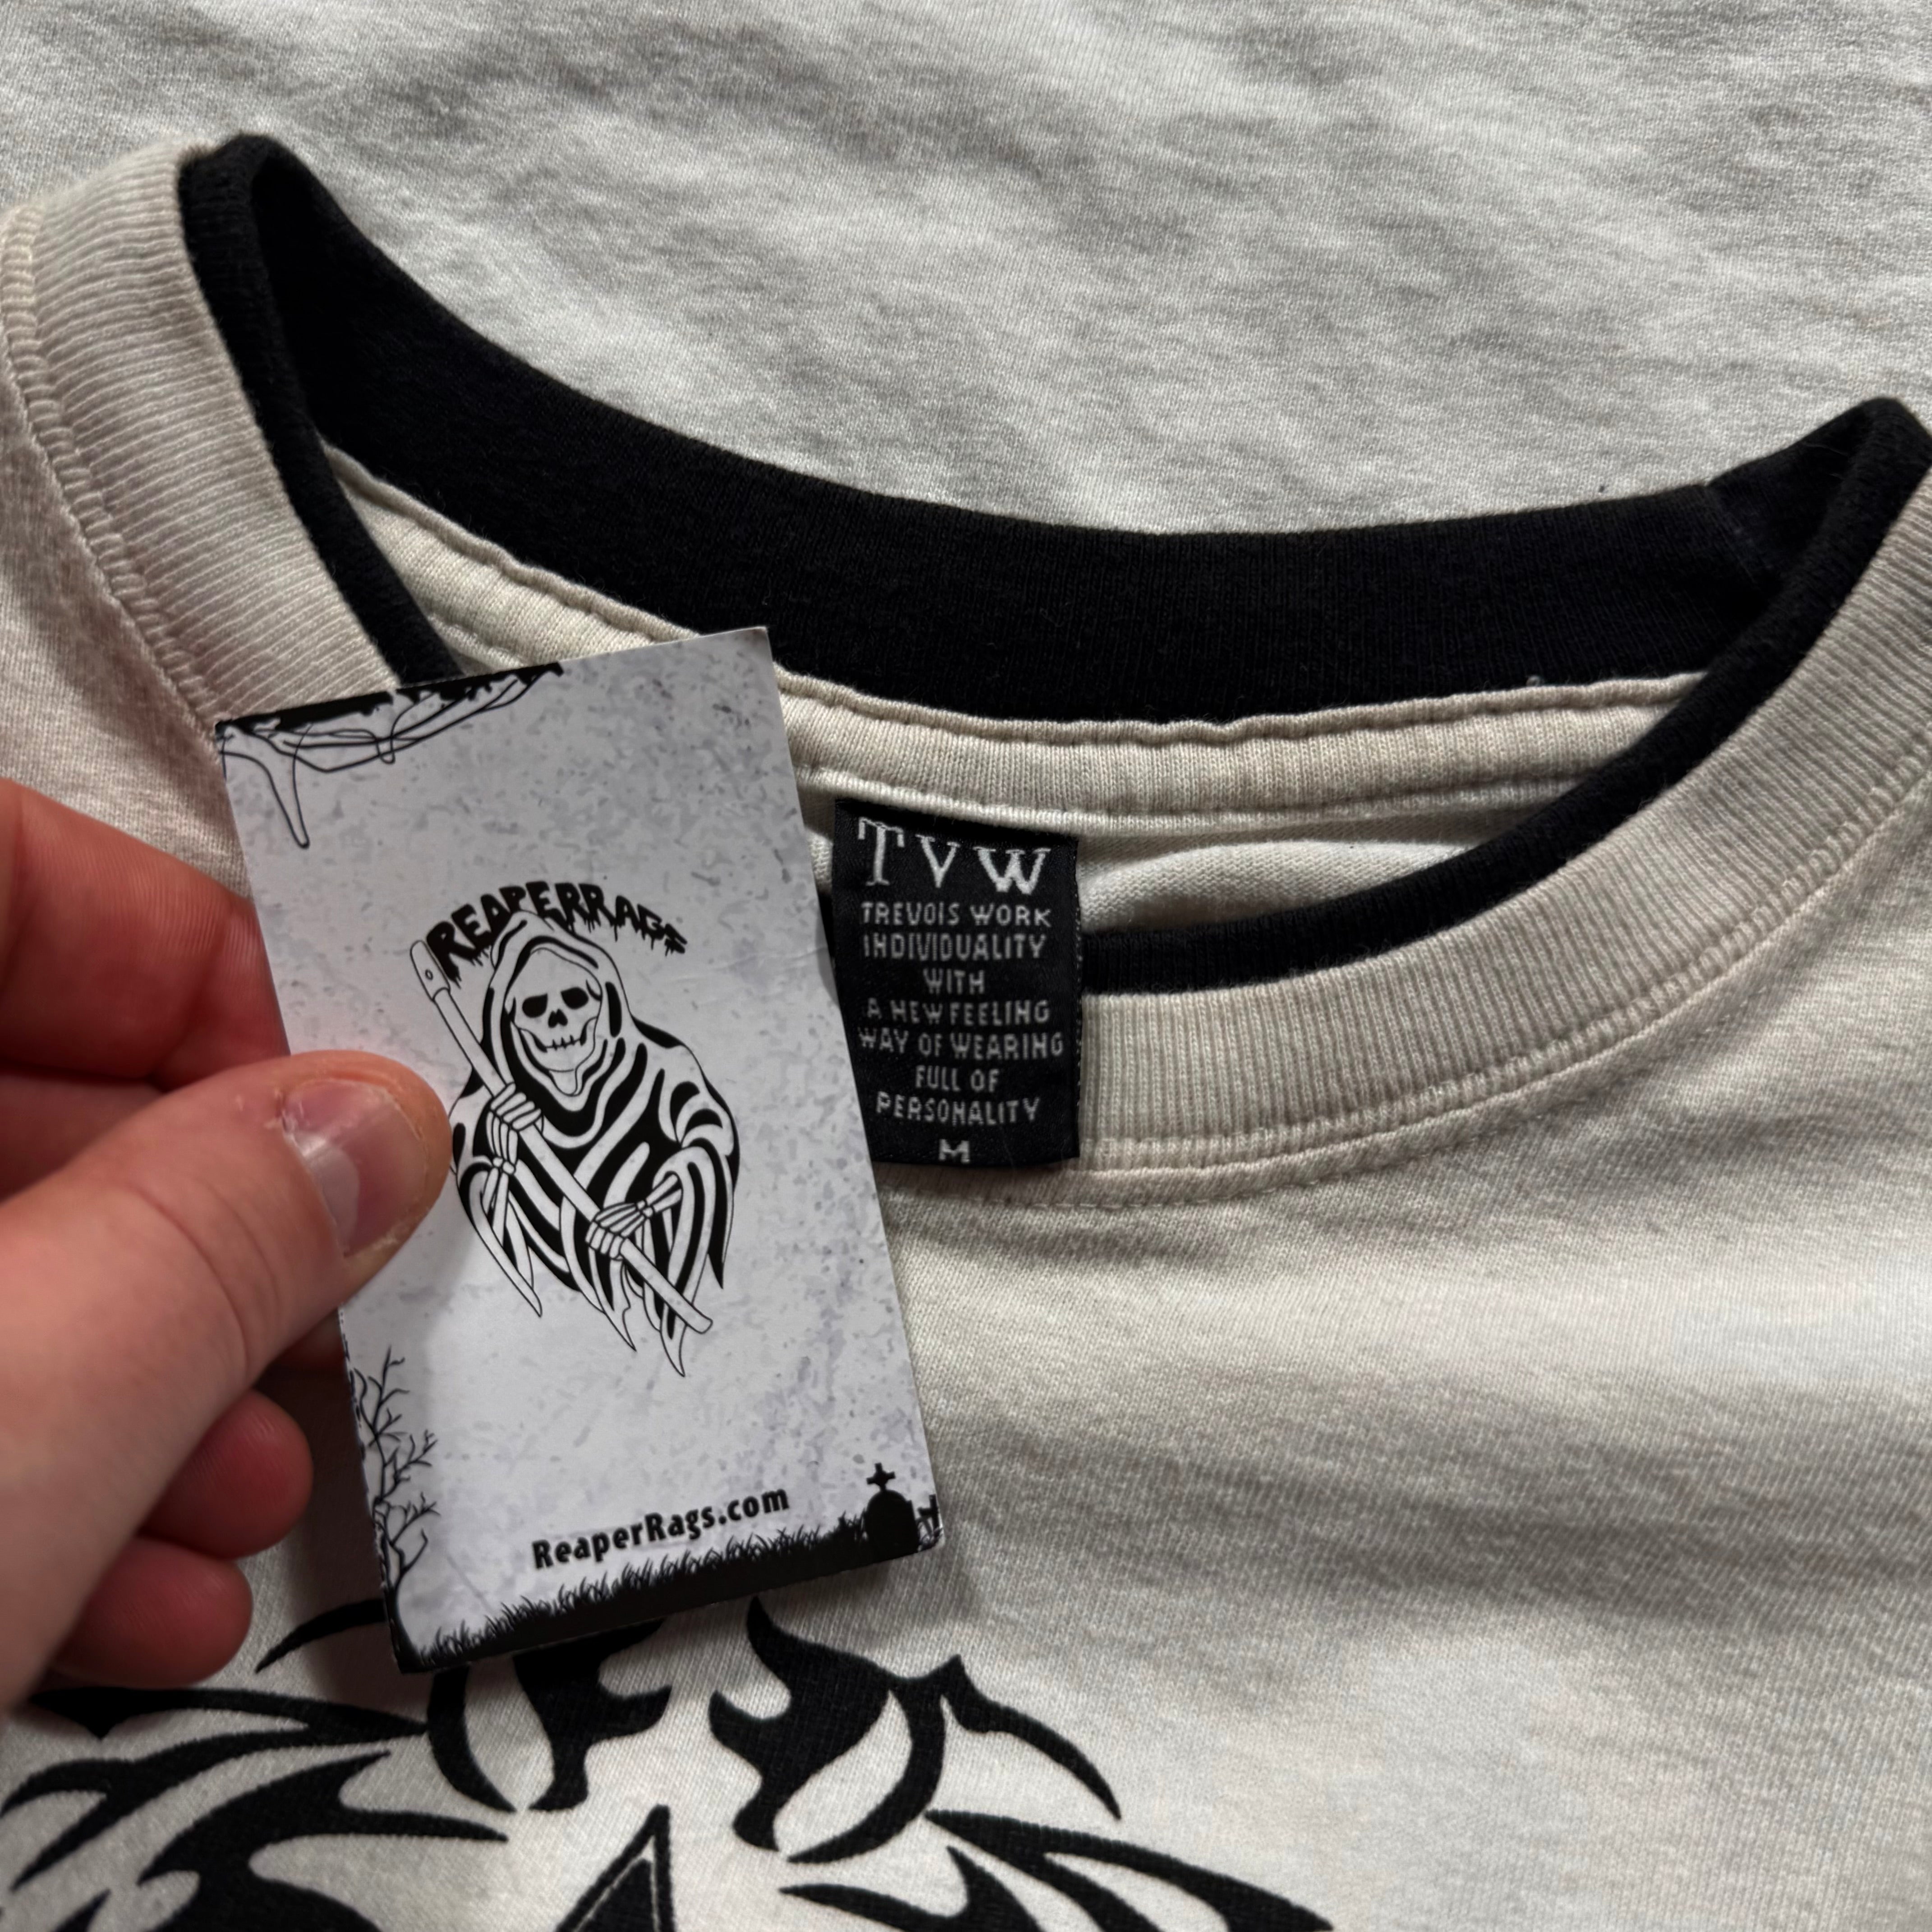 REAPERRAGS
ReaperRags.com
TVW
TREVOIS WORK
INDIVIDUALITY
WITH
A NEW FEELING
WAY OF WEARING
FULL OF
PERSONALITY
M